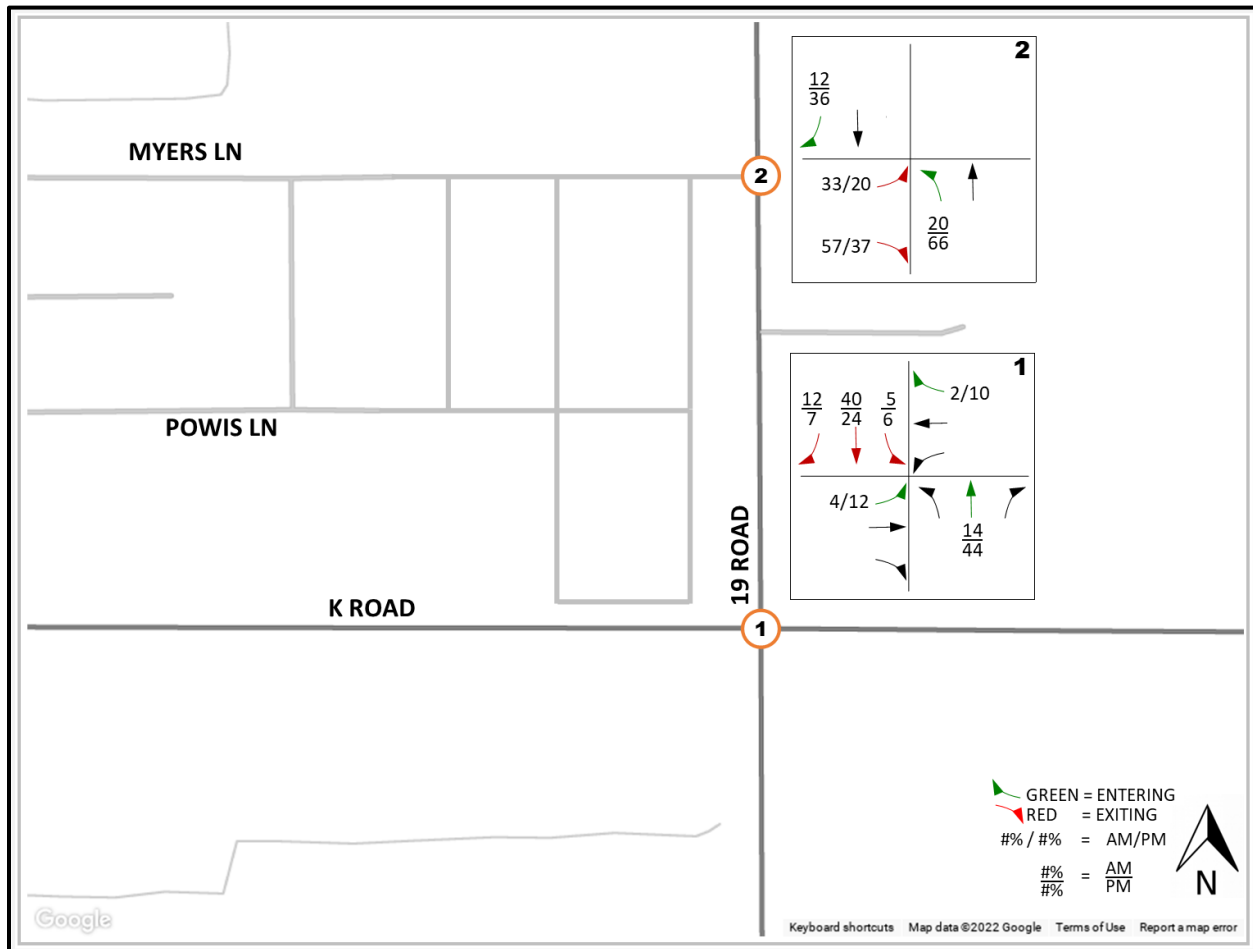 2
12
36
MYERS LN
2
33/20
20
66
57/37
1
2/10
12
7
40
24
5
6
POWIS LN
4/12
14
44
19 ROAD
K ROAD
1
GREEN = ENTERING
RED = EXITING
#% / #% = AM/PM
#%
#%
=
AM
PM
N
Google
Keyboard shortcuts Map data ©2022 Google Terms of Use Report a map error